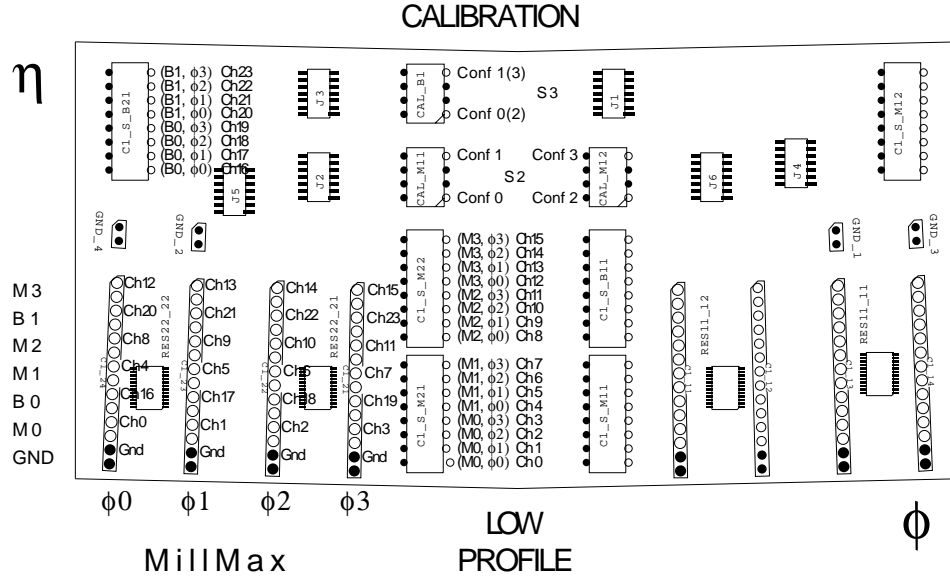 CALIBRATION
η
C1_S_B21
(B1, φ3) Ch23
(B1, φ2) Ch22
(B1, φ1) Ch21
(B1, φ0) Ch20
(B0, φ3) Ch19
(B0, φ2) Ch18
(B0, φ1) Ch17
(B0, φ0) Ch16
J3
CAL_B1
Conf 1(3)
Conf 0(2)
S3
J1
C1_S_M12
J5
J2
CAL_M11
Conf 1
Conf 0
S2
Conf 3
Conf 2
CAL_M12
J6
J4
GND_4
GND_2
GND_1
GND_3
C1_S_M22
(M3, φ3) Ch15
(M3, φ2) Ch14
(M3, φ1) Ch13
(M3, φ0) Ch12
(M2, φ3) Ch11
(M2, φ2) Ch10
(M2, φ1) Ch9
(M2, φ0) Ch8
C1_S_B11
C1_S_M21
(M1, φ3) Ch7
(M1, φ2) Ch6
(M1, φ1) Ch5
(M1, φ0) Ch4
(M0, φ3) Ch3
(M0, φ2) Ch2
(M0, φ1) Ch1
(M0, φ0) Ch0
C1_S_M11
M3 Ch12 Ch13 Ch14 Ch15
B1 Ch20 Ch21 Ch22 Ch23
M2 Ch8 Ch9 Ch10 Ch11
M1 Ch4 Ch5 Ch6 Ch7
B0 Ch16 Ch17 Ch18 Ch19
M0 Ch0 Ch1 Ch2 Ch3
GND Gnd Gnd Gnd Gnd
C1_24
RES22_22
C1_23
C1_22
RES22_21
C1_21
C1_11
RES11_12
C1_12
C1_13
RES11_11
C1_14
φ0 φ1 φ2 φ3
MillMax
LOW
PROFILE
φ